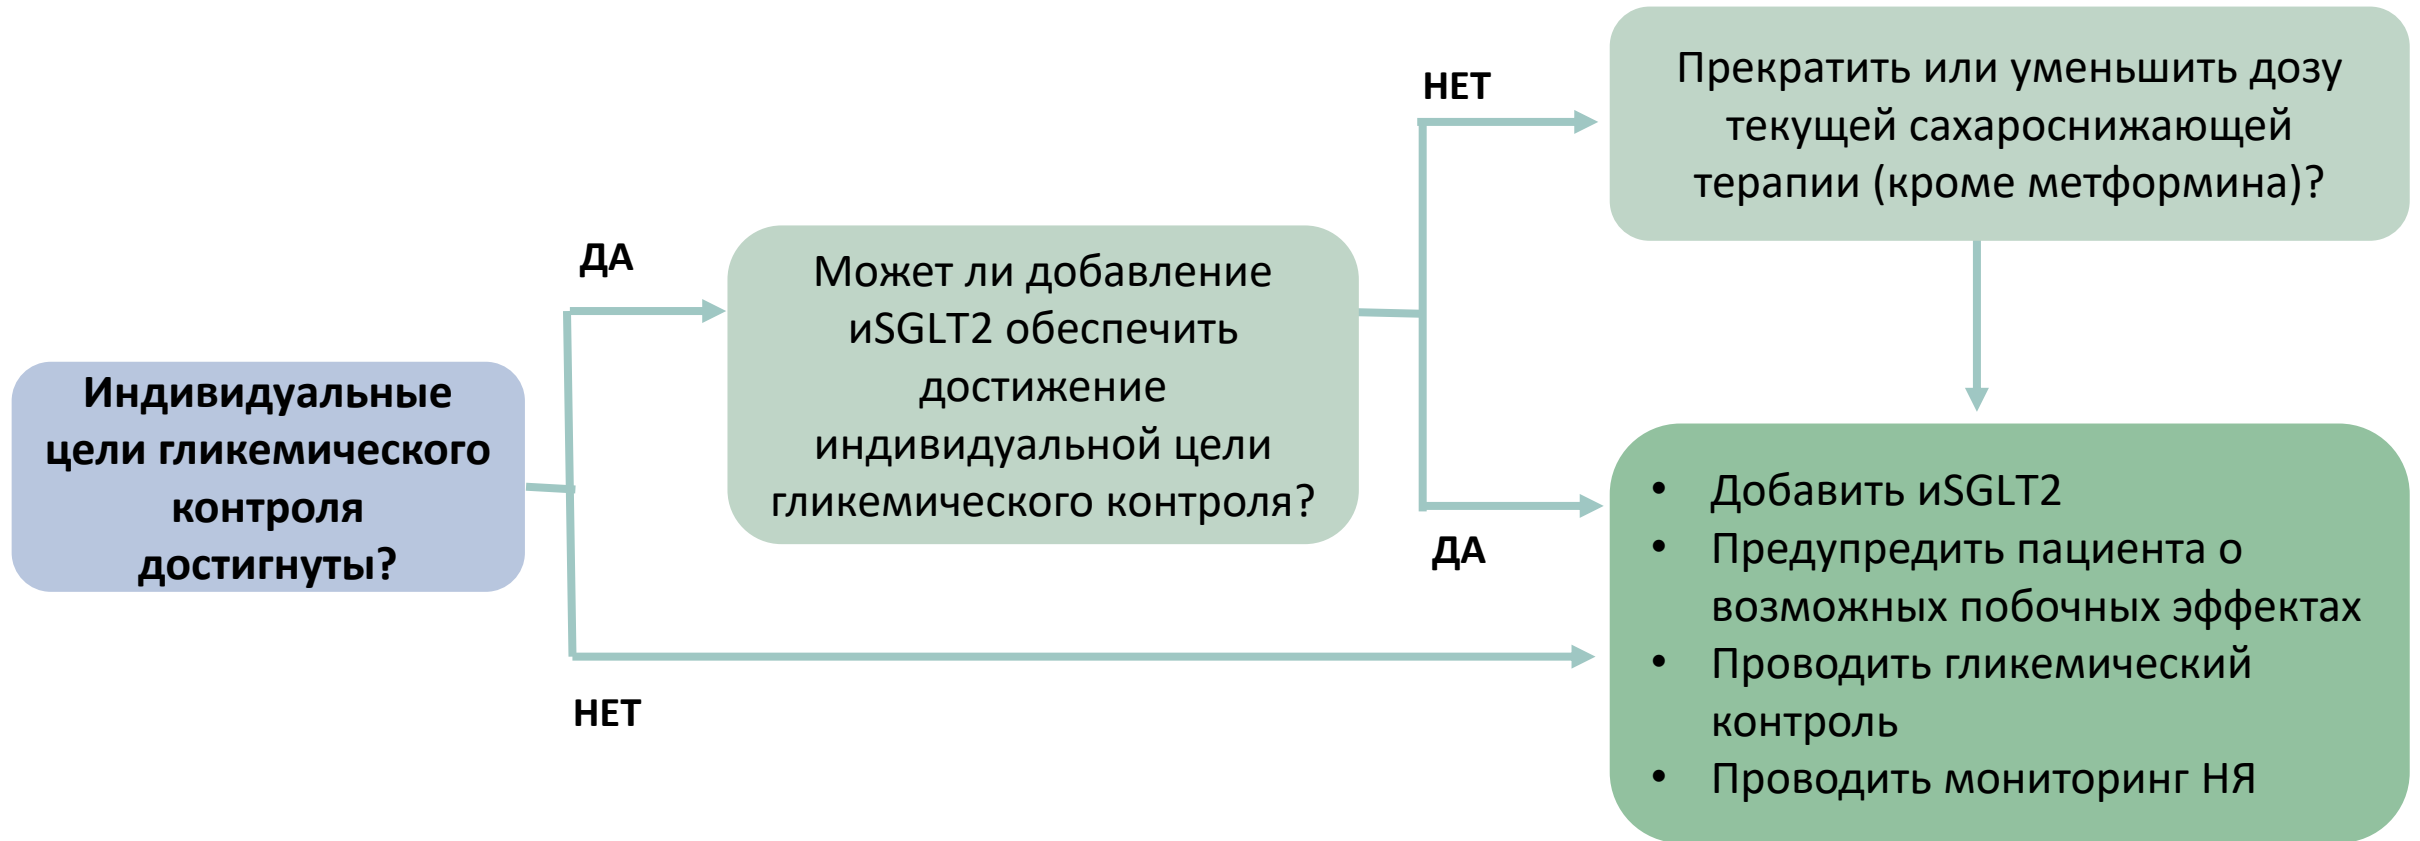 Индивидуальные
цели гликемического
контроля
достигнуты?
ДА
НЕТ
Может ли добавление
иSGLT2 обеспечить
достижение
индивидуальной цели
гликемического контроля?
НЕТ
ДА
Прекратить или уменьшить дозу
текущей сахароснижающей
терапии (кроме метформина)?
• Добавить иSGLT2
• Предупредить пациента о
возможных побочных эффектах
• Проводить гликемический
контроль
• Проводить мониторинг НЯ